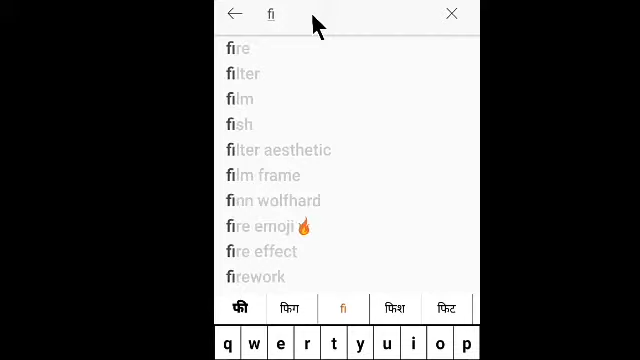 fi
fire
filter
film
fish
filter aesthetic
film frame
finn wolfhard
fire emoji🔥
fire effect
firework
फी फिग fi फिश फिट
q w e r t y u i o p